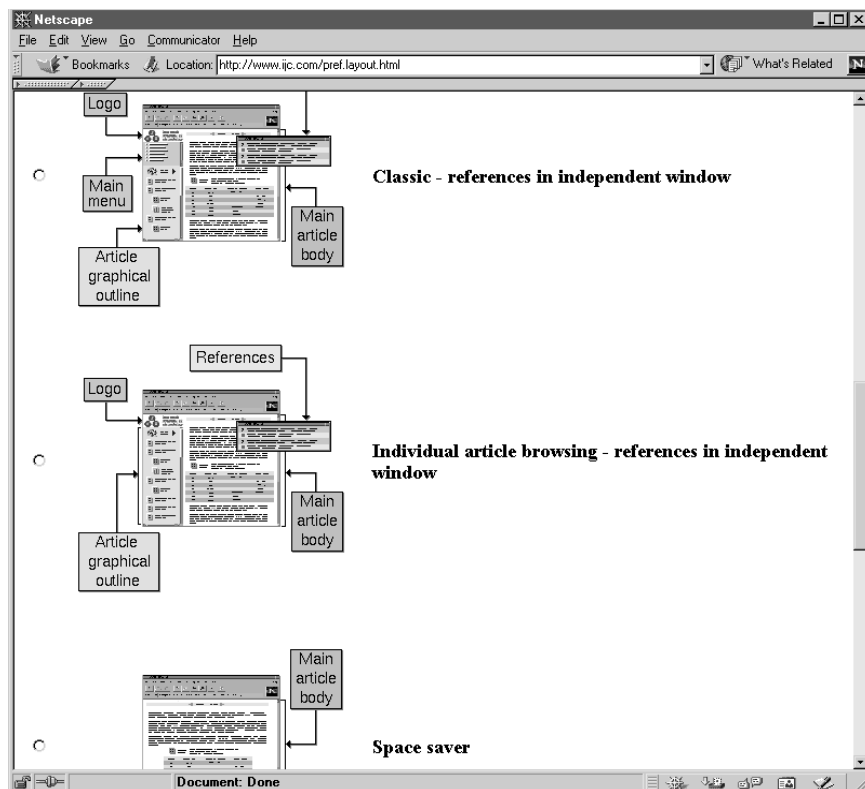 Netscape
File Edit View Go Communicator Help
Bookmarks Location: http://www.ijc.com/pref.layout.html What's Related N
Logo
Main
menu
Classic - references in independent window
Main
article
body
Article
graphical
outline
References
Logo
Individual article browsing - references in independent
window
Main
article
body
Article
graphical
outline
Main
article
body
Space saver
Document: Done